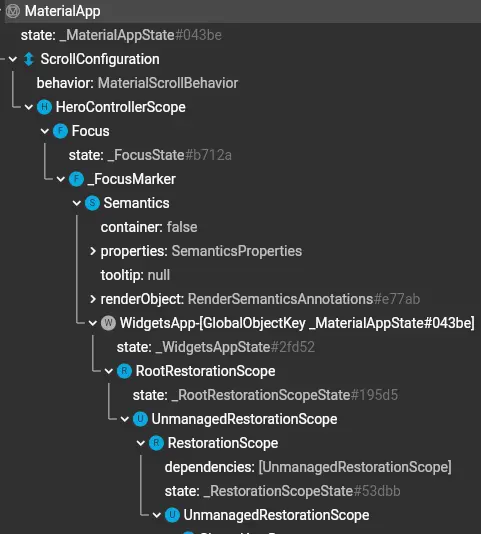 MaterialApp
state: _MaterialAppState#043be
ScrollConfiguration
behavior: MaterialScrollBehavior
H HeroControllerScope
F Focus
state: _FocusState#b712a
F _FocusMarker
S Semantics
container: false
properties: SemanticsProperties
tooltip: null
renderObject: RenderSemanticsAnnotations#e77ab
W WidgetsApp-[GlobalObjectKey _MaterialAppState#043be]
state: _WidgetsAppState#2fd52
R RootRestorationScope
state: _RootRestorationScopeState#195d5
U UnmanagedRestorationScope
R RestorationScope
dependencies: [UnmanagedRestorationScope]
state: _RestorationScopeState#53dbb
U UnmanagedRestorationScope